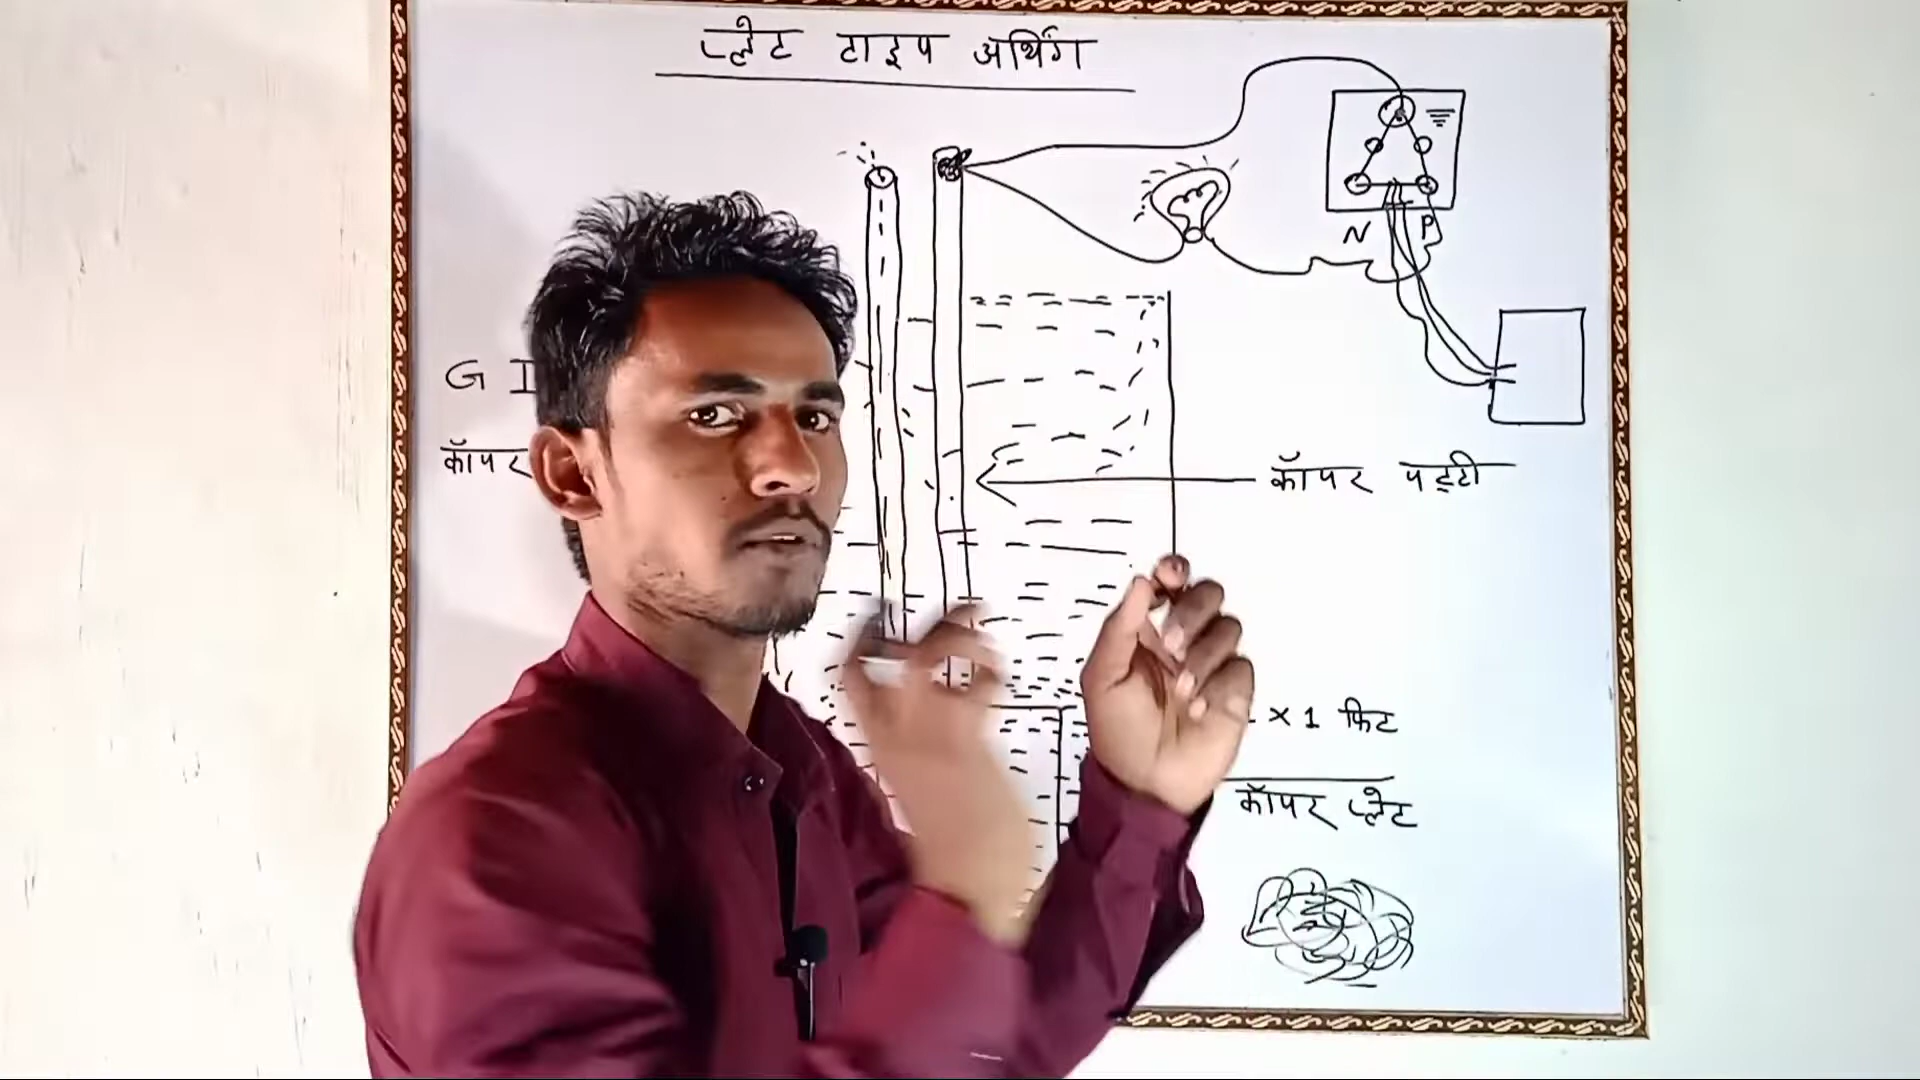 प्लेट टाइप अर्थिंग
N P
G I
कॉपर
कॉपर पट्टी
x 1 फिट
कॉपर प्लेट